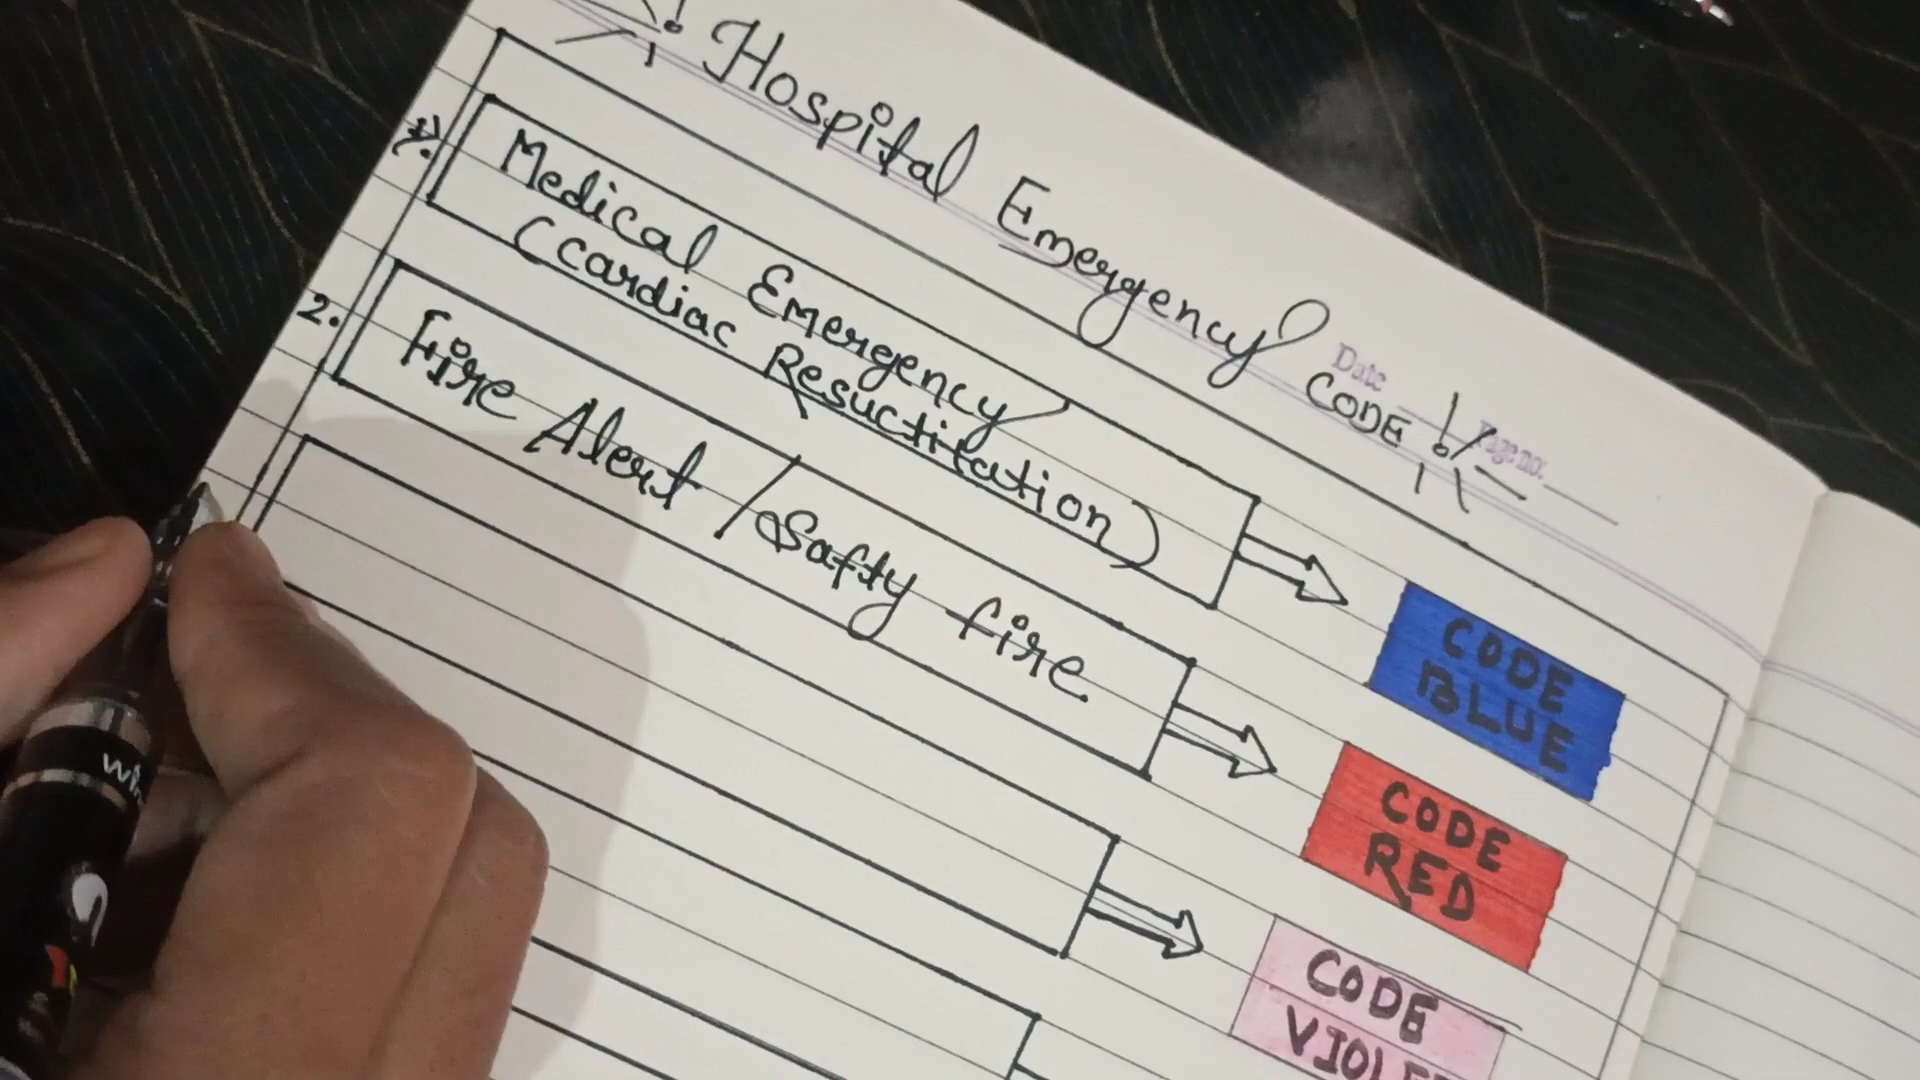 Hospital Emergency CODE
Date
Page no:
1.
Medical Emergency
(cardiac Resuctitation)
CODE
BLUE
2.
Fire Alert / Safty fire
CODE
RED
CODE
VIOLET